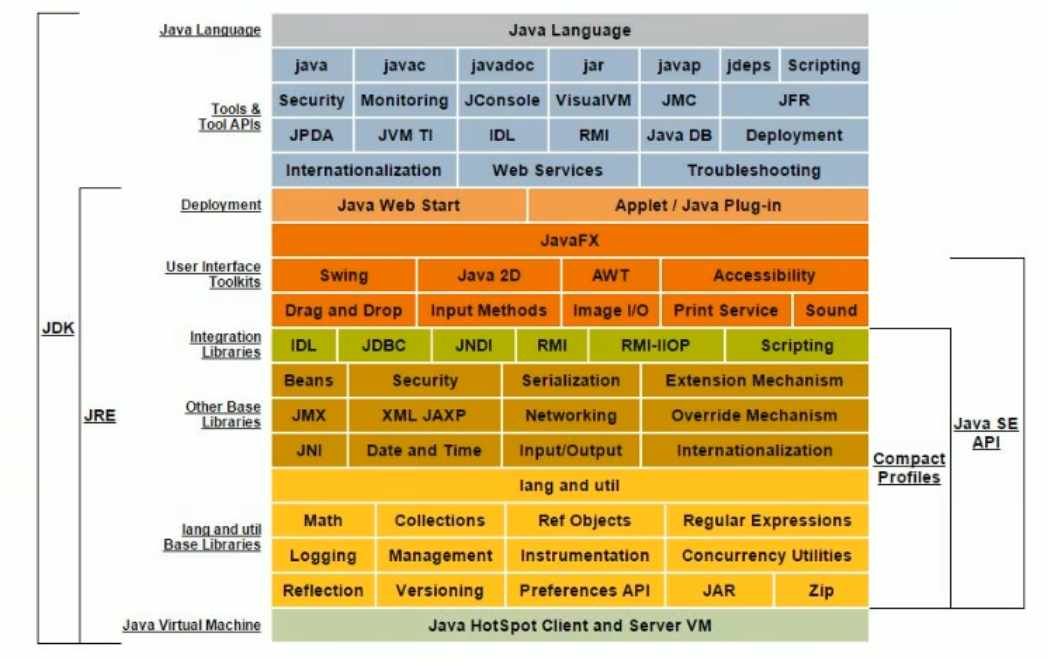 Java Language Java Language
java javac javadoc jar javap jdeps Scripting
Security Monitoring JConsole VisualVM JMC JFR
Tools &
Tool APIs
JPDA JVM TI IDL RMI Java DB Deployment
Internationalization Web Services Troubleshooting
Deployment Java Web Start Applet / Java Plug-in
JavaFX
User Interface
Toolkits
Swing Java 2D AWT Accessibility
Drag and Drop Input Methods Image I/O Print Service Sound
JDK
Integration
Libraries
IDL JDBC JNDI RMI RMI-IIOP Scripting
Beans Security Serialization Extension Mechanism
JRE
Other Base
Libraries
JMX XML JAXP Networking Override Mechanism
Java SE
API
JNI Date and Time Input/Output Internationalization
Compact
Profiles
lang and util
Math Collections Ref Objects Regular Expressions
lang and util
Base Libraries
Logging Management Instrumentation Concurrency Utilities
Reflection Versioning Preferences API JAR Zip
Java Virtual Machine Java HotSpot Client and Server VM